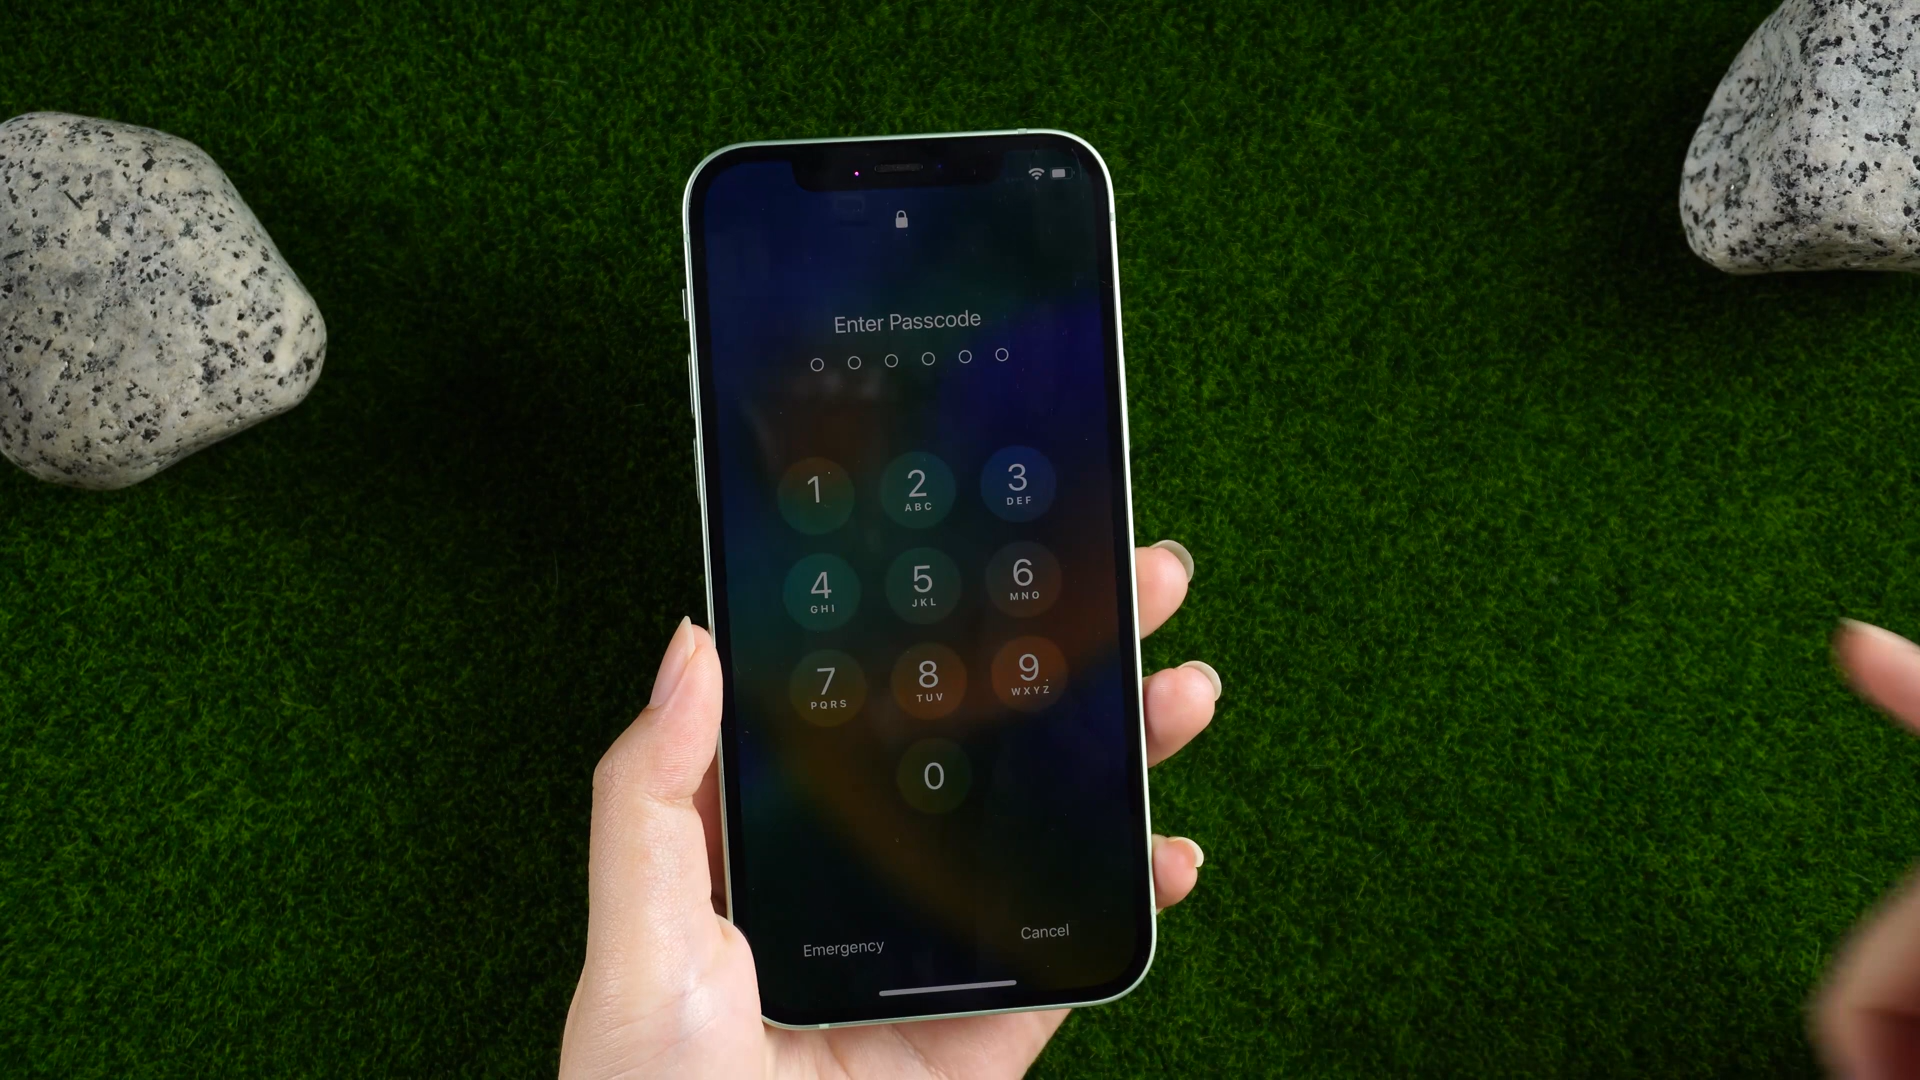 Enter Passcode
1 2 3
ABC DEF
4 5 6
GHI JKL MNO
7 8 9
PQRS TUV WXYZ
0
Emergency Cancel